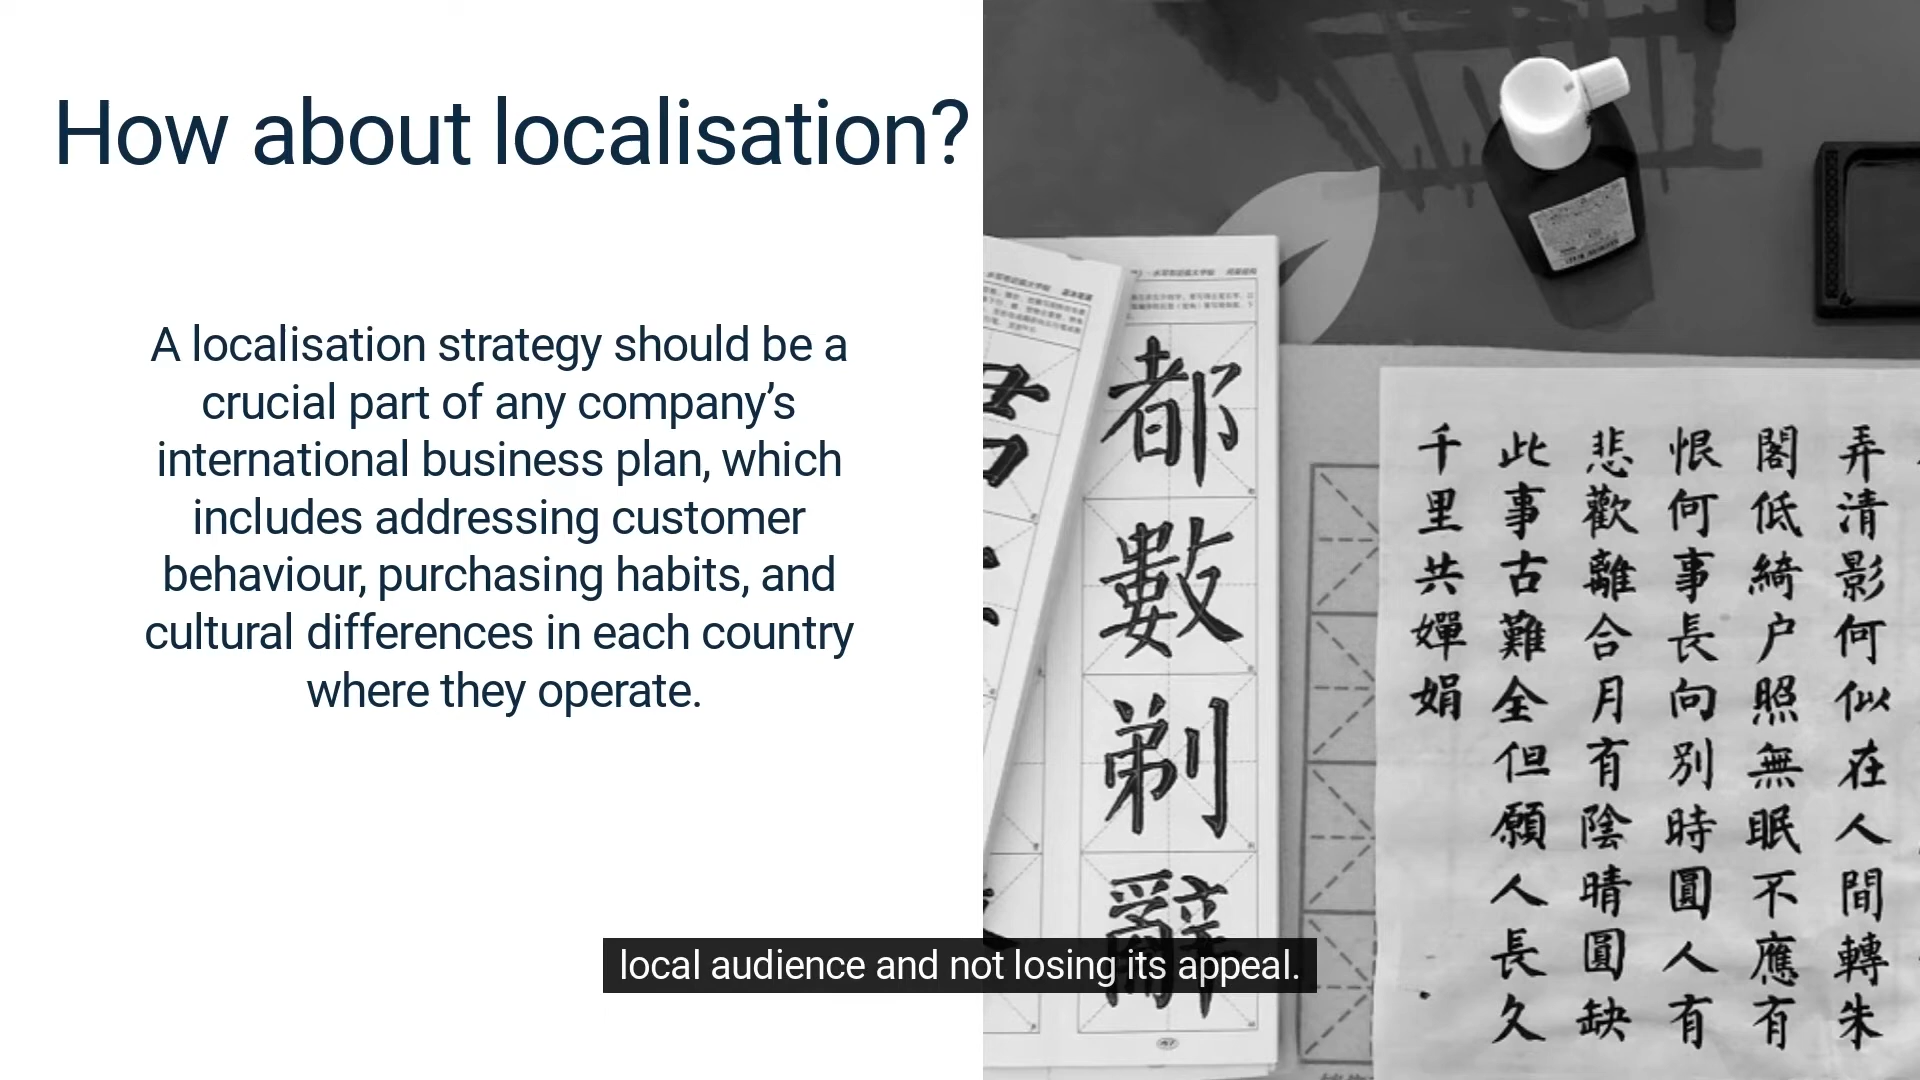 How about localisation?
A localisation strategy should be a
crucial part of any company’s
international business plan, which
includes addressing customer
behaviour, purchasing habits, and
cultural differences in each country
where they operate.
都
數
剃
辭
弄清影何似在人間轉朱
閣低綺户照無眠不應有
恨何事長向別時圓人有
悲歡離合月有陰晴圓缺
此事古難全但願人長久
千里共嬋娟
local audience and not losing its appeal.